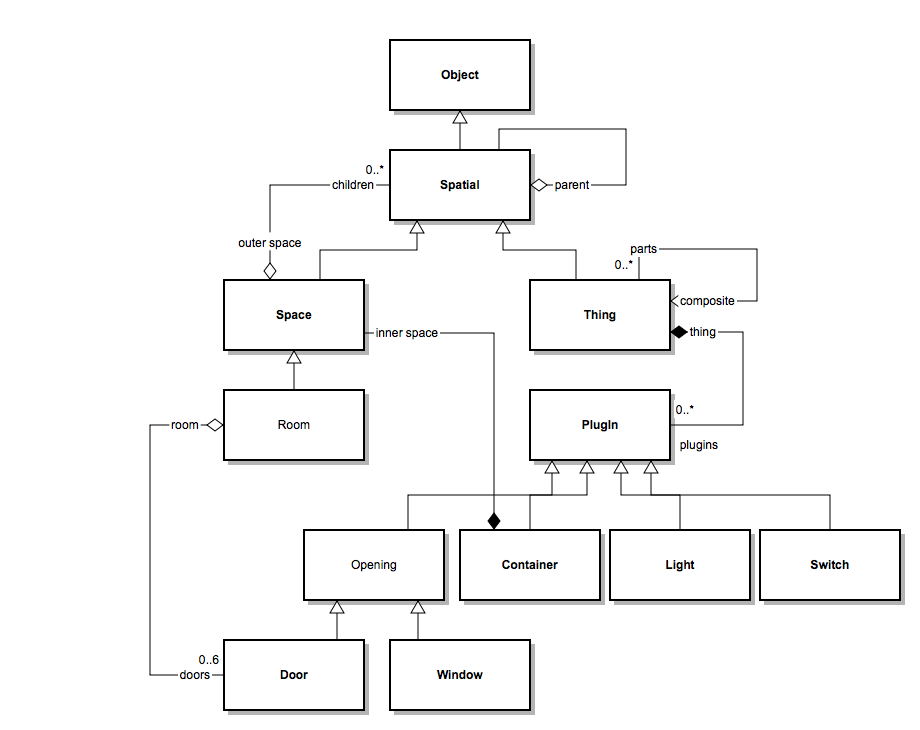 Object
0..*
children
Spatial
parent
outer space
parts
0..*
composite
Space
Thing
inner space
thing
room
Room
PlugIn
0..*
plugins
Opening
Container
Light
Switch
0..6
doors
Door
Window